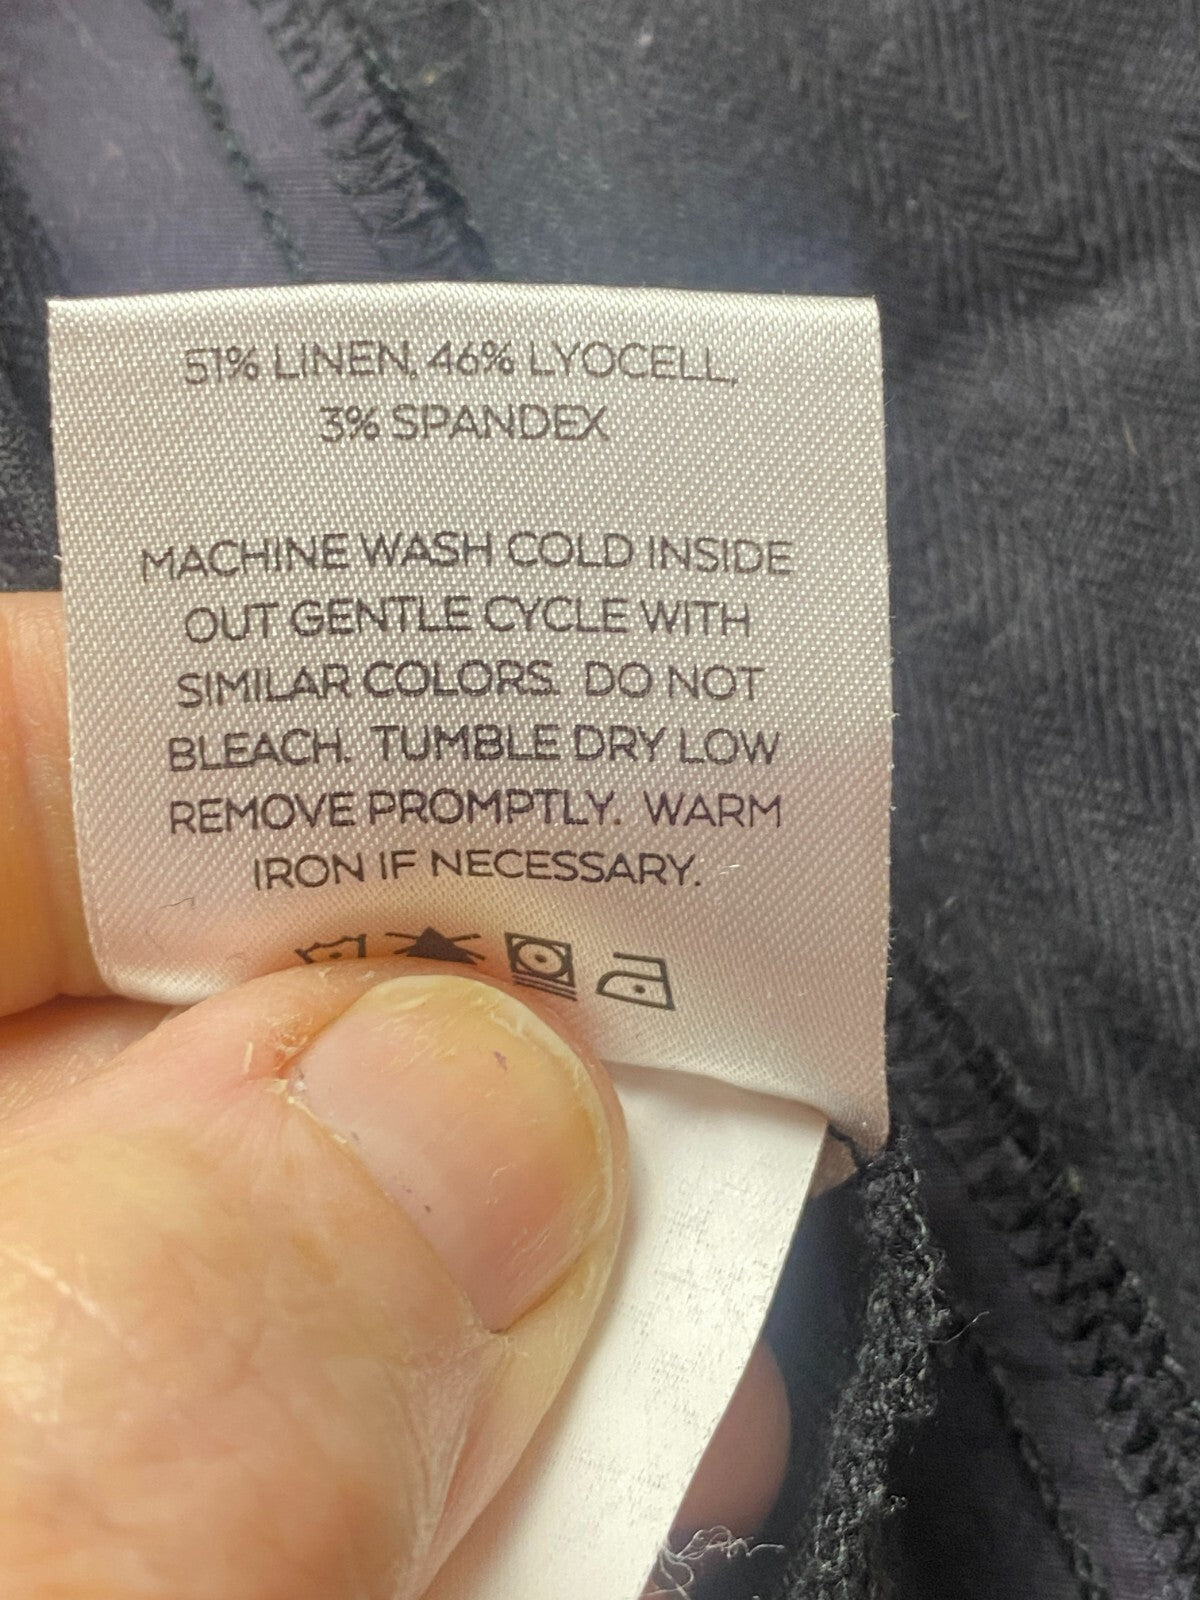 51% LINEN, 46% LYOCELL,
3% SPANDEX
MACHINE WASH COLD INSIDE
OUT GENTLE CYCLE WITH
SIMILAR COLORS. DO NOT
BLEACH. TUMBLE DRY LOW
REMOVE PROMPTLY. WARM
IRON IF NECESSARY.